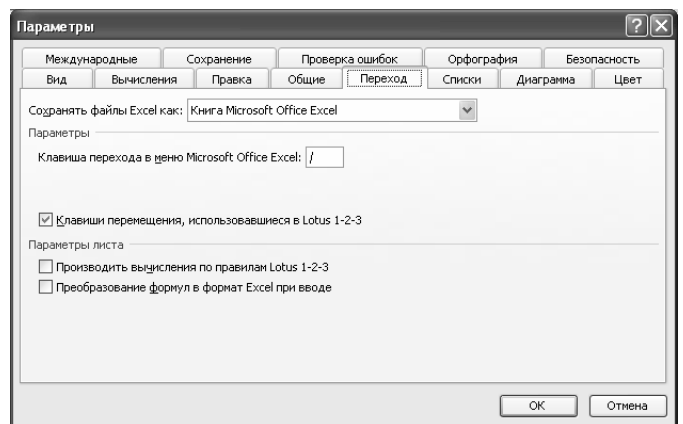 Параметры
Международные Сохранение Проверка ошибок Орфография Безопасность
Вид Вычисления Правка Общие Переход Списки Диаграмма Цвет
Сохранять файлы Excel как: Книга Microsoft Office Excel
Параметры
Клавиша перехода в меню Microsoft Office Excel: /
Клавиши перемещения, использовавшиеся в Lotus 1-2-3
Параметры листа
Производить вычисления по правилам Lotus 1-2-3
Преобразование формул в формат Excel при вводе
ОК Отмена